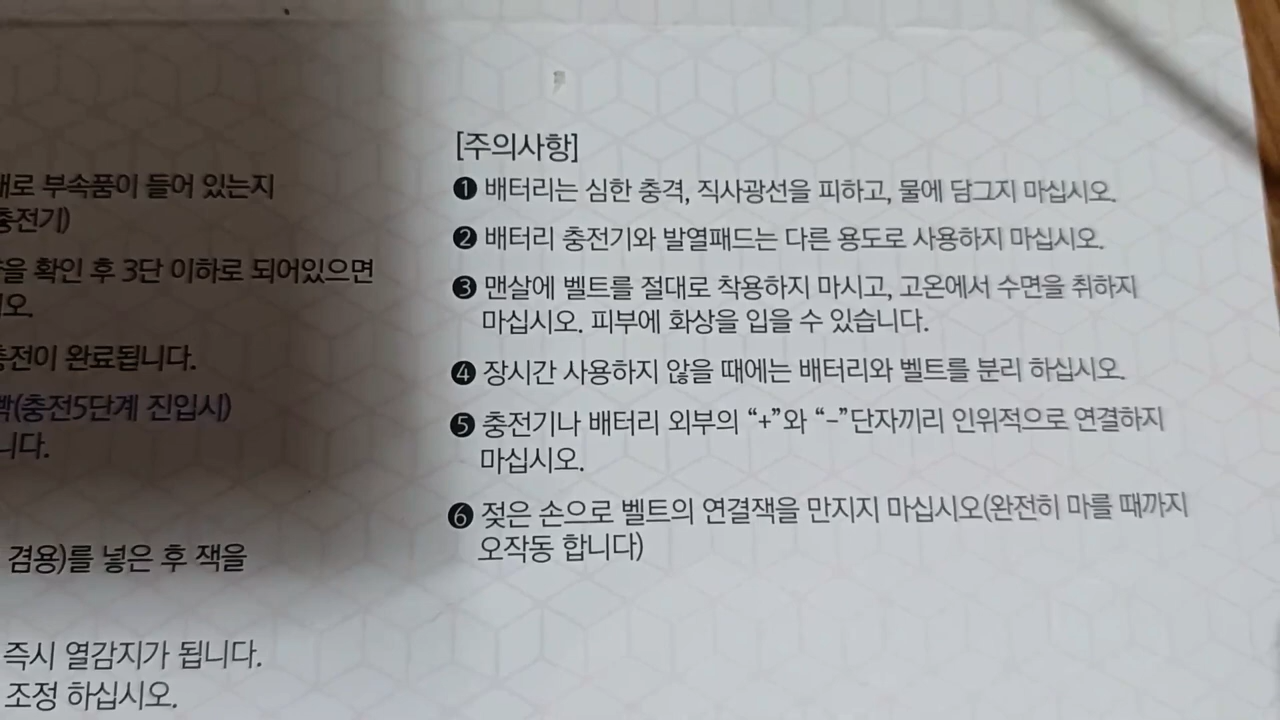 부속품이 들어 있는지
충전기)
확인 후 3단 이하로 되어있으면
완료됩니다.
(충전5단계 진입시)
겸용)를 넣은 후 잭을
즉시 열감지가 됩니다.
조정 하십시오.
[주의사항]
❶ 배터리는 심한 충격, 직사광선을 피하고, 물에 담그지 마십시오.
❷ 배터리 충전기와 발열패드는 다른 용도로 사용하지 마십시오.
❸ 맨살에 벨트를 절대로 착용하지 마시고, 고온에서 수면을 취하지
마십시오. 피부에 화상을 입을 수 있습니다.
❹ 장시간 사용하지 않을 때에는 배터리와 벨트를 분리 하십시오.
❺ 충전기나 배터리 외부의 “+”와 “-”단자끼리 인위적으로 연결하지
마십시오.
❻ 젖은 손으로 벨트의 연결잭을 만지지 마십시오(완전히 마를 때까지
오작동 합니다)